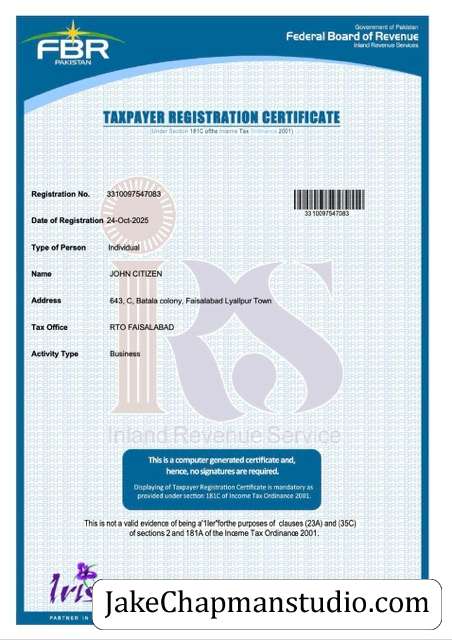 FBR
PAKISTAN
Government of Pakistan
Federal Board of Revenue
Inland Revenue Services
TAXPAYER REGISTRATION CERTIFICATE
(Under Section 181C ofthe Income Tax Ordinance 2001)
Registration No. 3310097547083
33 10097547083
Date of Registration 24-Oct-2025
Type of Person Individual
Name JOHN CITIZEN
Address 643, C, Batala colony, Faisalabad Lyallpur Town
Tax Office RTO FAISALABAD
Activity Type Business
IRS
Inland Revenue Service
This is a computer generated certificate and,
hence, no signatures are required.
Displaying of Taxpayer Registration Certificate is mandatory as
provided under section 181C of Income Tax Ordinance 2001.
This is not a valid evidence of being a"1ler"forthe purposes of clauses (23A) and (35C)
of sections 2 and 181A of the Income Tax Ordinance 2001.
Iris
PARTNER IN
JakeChapmanstudio.com